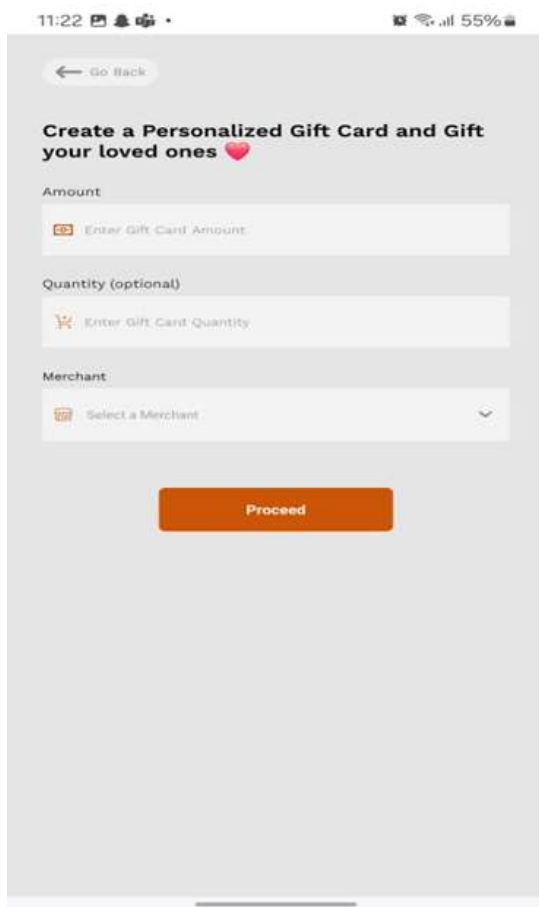 11:22
55%
Go Back
Create a Personalized Gift Card and Gift
your loved ones
Amount
Enter Gift Card Amount
Quantity (optional)
Enter Gift Card Quantity
Merchant
Select a Merchant
Proceed